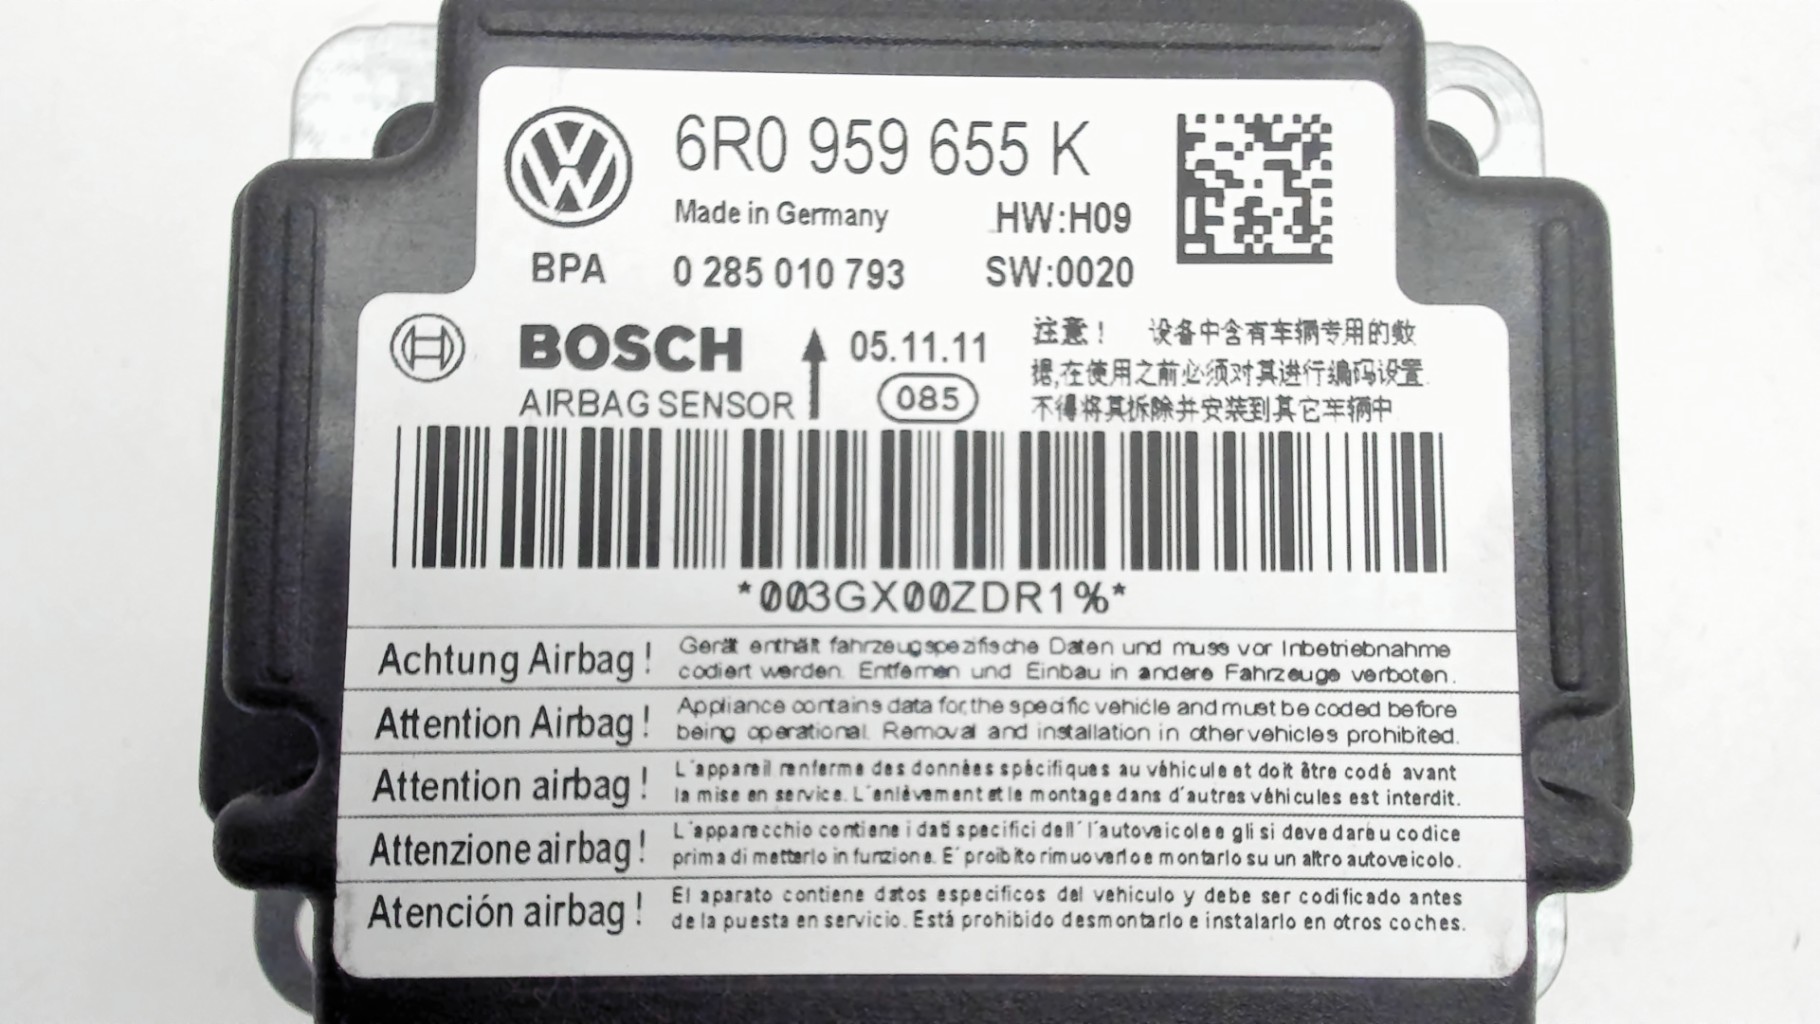 6R0 959 655 K
Made in Germany HW:H09
BPA 0 285 010 793 SW:0020
BOSCH 05.11.11
AIRBAG SENSOR 085
注意！ 设备中含有车辆专用的数
据,在使用之前必须对其进行编码设置.
不得将其拆除并安装到其它车辆中
*003GX00ZDR1%*
Achtung Airbag! Gerät enthält fahrzeugspezifische Daten und muss vor Inbetriebnahme
codiert werden. Entfernen und Einbau in andere Fahrzeuge verboten.
Attention Airbag! Appliance contains data for the specific vehicle and must be coded before
being operational. Removal and installation in other vehicles prohibited.
Attention airbag! L'appareil renferme des données spécifiques au véhicule et doit être codé avant
la mise en service. L'enlèvement et le montage dans d'autres véhicules est interdit.
Attenzione airbag! L'apparecchio contiene i dati specifici dell' l'autoveicolo e gli si deve dare u codice
prima di metterlo in funzione. E' proibito rimuoverlo e montarlo su un altro autoveicolo.
Atención airbag! El aparato contiene datos especificos del vehiculo y debe ser codificado antes
de la puesta en servicio. Está prohibido desmontarlo e instalarlo en otros coches.